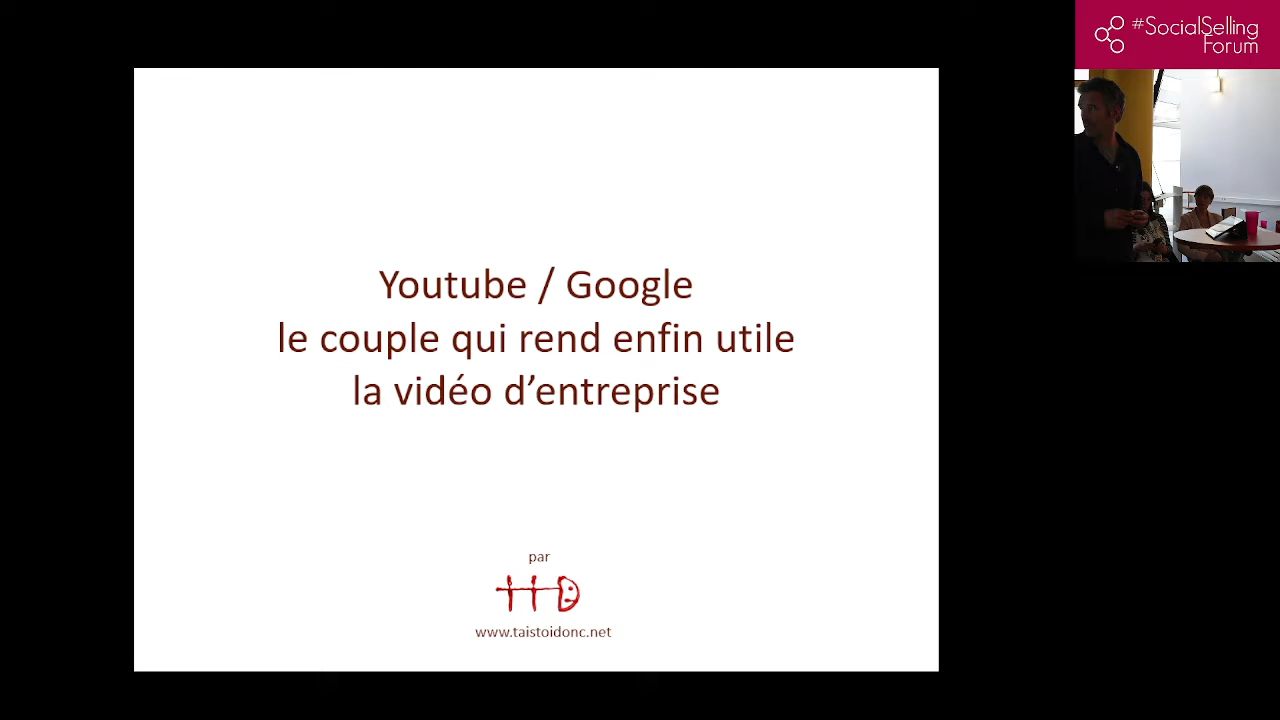 #SocialSelling
Forum
Youtube / Google
le couple qui rend enfin utile
la vidéo d’entreprise
par
www.taistoidonc.net